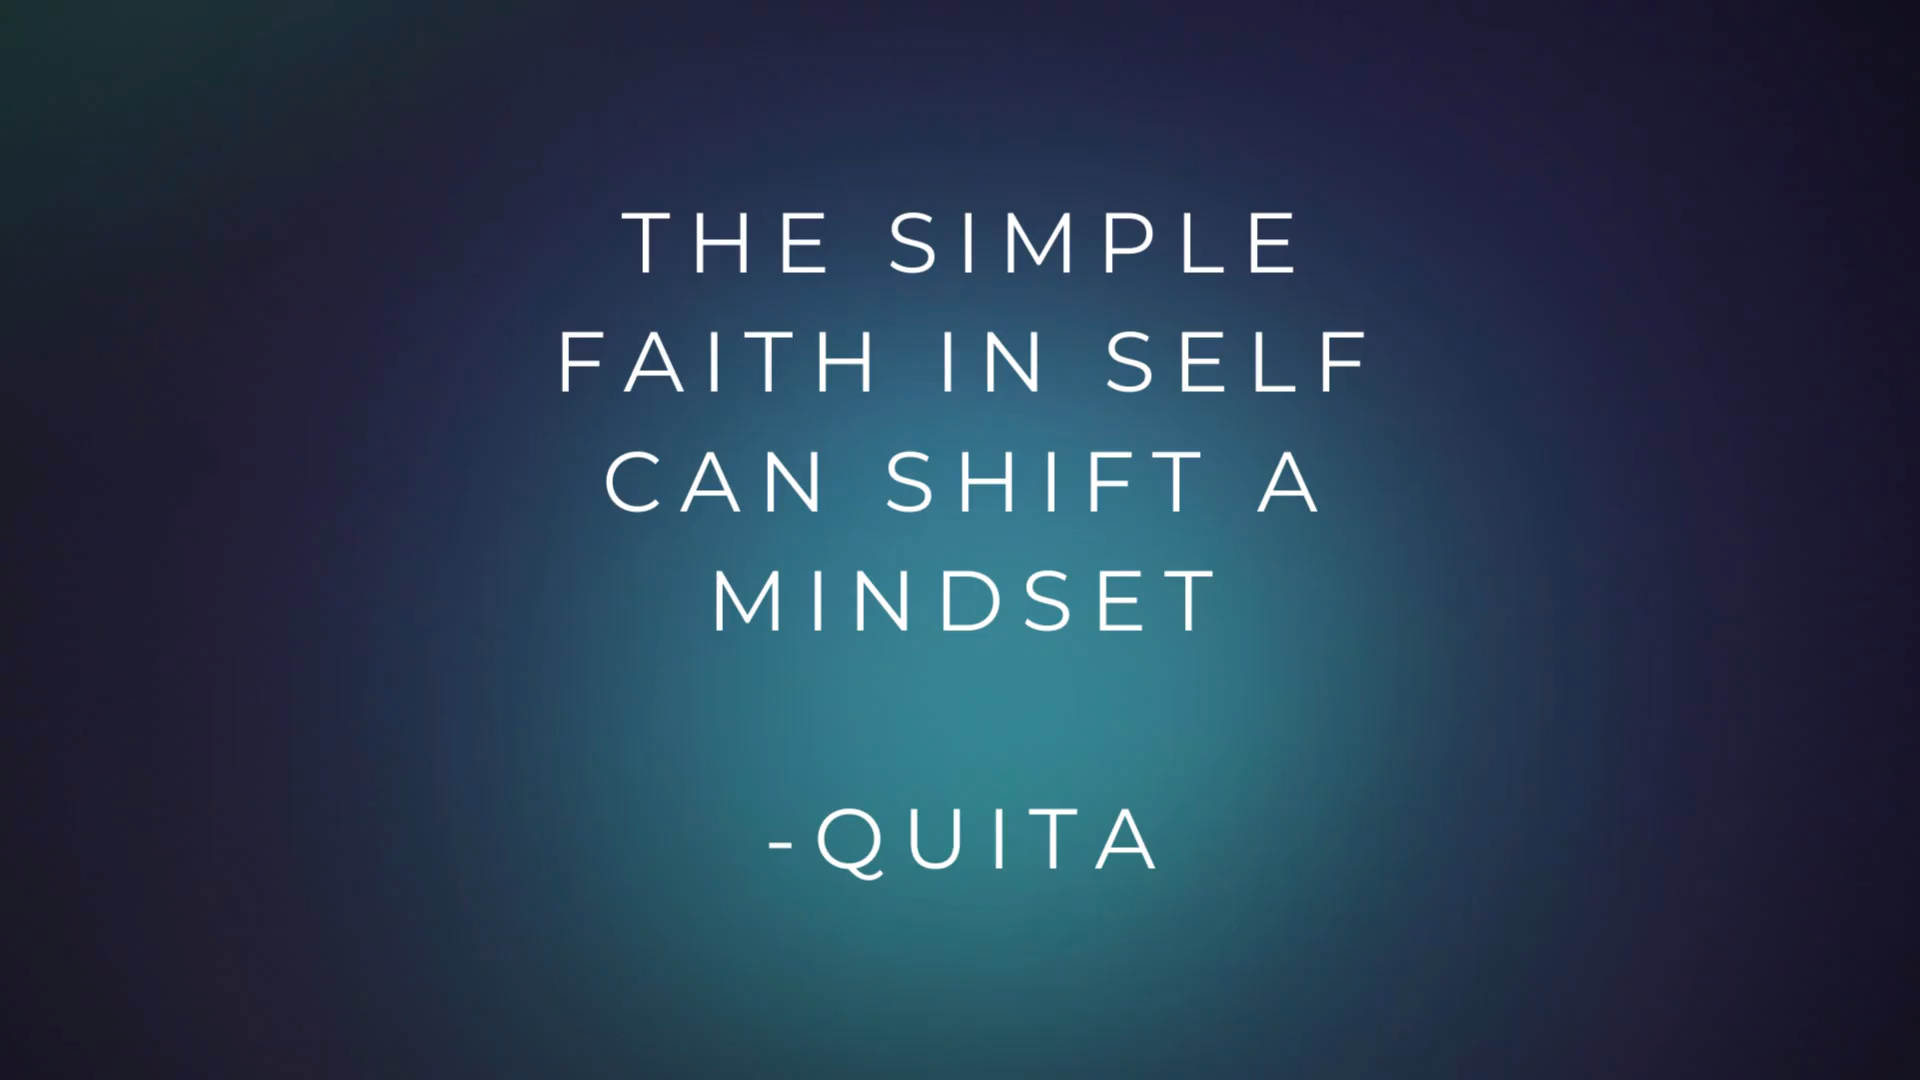 THE SIMPLE
FAITH IN SELF
CAN SHIFT A
MINDSET
-QUITA